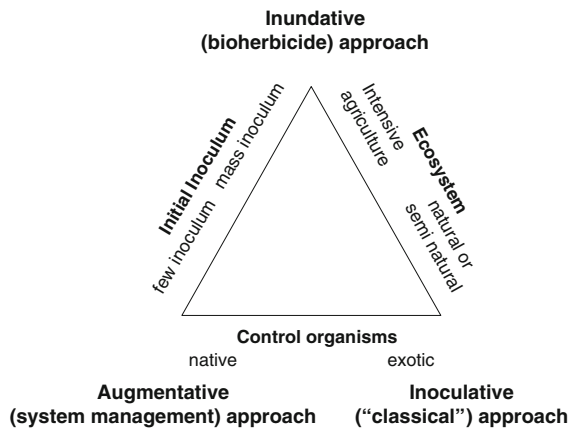 Inundative
(bioherbicide) approach
Initial Inoculum
mass inoculum
few inoculum
Intensive
agriculture
Ecosystem
natural or
semi natural
Control organisms
native
exotic
Augmentative
(system management) approach
Inoculative
(“classical”) approach